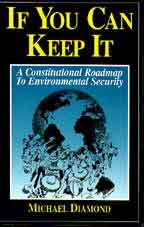 IF YOU CAN
KEEP IT
A Constitutional Roadmap
To Environmental Security
MICHAEL DIAMOND